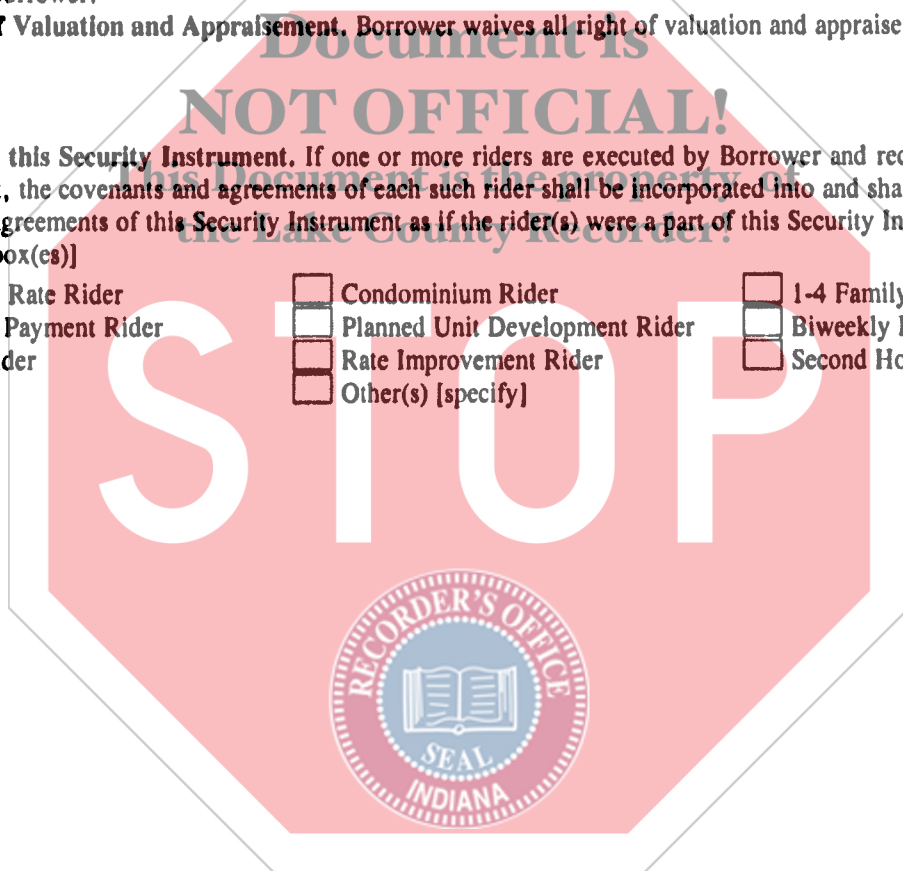 Valuation and Appraisement. Borrower waives all right of valuation and appraise
Document is
NOT OFFICIAL!
this Security Instrument. If one or more riders are executed by Borrower and rec
This Document is the property of
, the covenants and agreements of each such rider shall be incorporated into and sha
greements of this Security Instrument as if the rider(s) were a part of this Security In
the Lake County Recorder!
ox(es)]
Rate Rider
Condominium Rider
1-4 Family
Payment Rider
Planned Unit Development Rider
Biweekly
der
Rate Improvement Rider
Second Ho
Other(s) [specify]
STOP
RECORDER'S OFFICE
SEAL
INDIANA